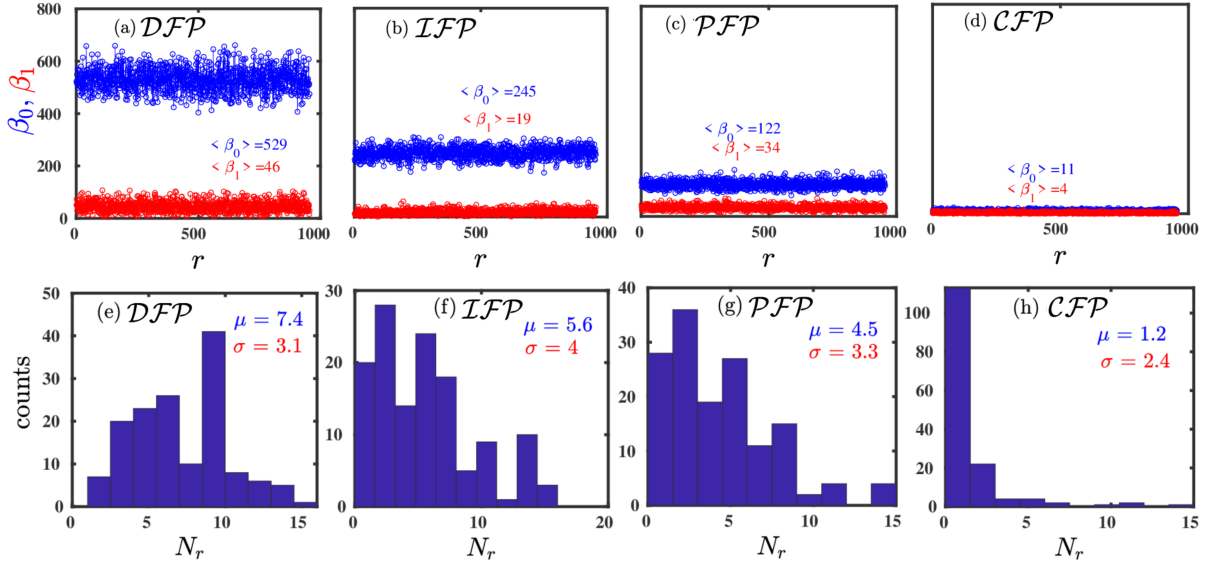 (a) 𝒟ℱ𝒫
(b) ℐℱ𝒫
(c) 𝒫ℱ𝒫
(d) 𝒞ℱ𝒫
β₀, β₁
800
600
400
200
0
< β₀ > =529
< β₁ > =46
< β₀ > =245
< β₁ > =19
< β₀ > =122
< β₁ > =34
< β₀ > =11
< β₁ > =4
0 500 1000
0 500 1000
0 500 1000
0 500 1000
r
r
r
r
(e) 𝒟ℱ𝒫
μ = 7.4
σ = 3.1
(f) ℐℱ𝒫
μ = 5.6
σ = 4
(g) 𝒫ℱ𝒫
μ = 4.5
σ = 3.3
(h) 𝒞ℱ𝒫
μ = 1.2
σ = 2.4
counts
50
40
30
20
10
0
30
20
10
0
40
30
20
10
0
100
80
60
40
20
0
0 5 10 15
0 10 20
0 5 10 15
0 5 10 15
N_r
N_r
N_r
N_r